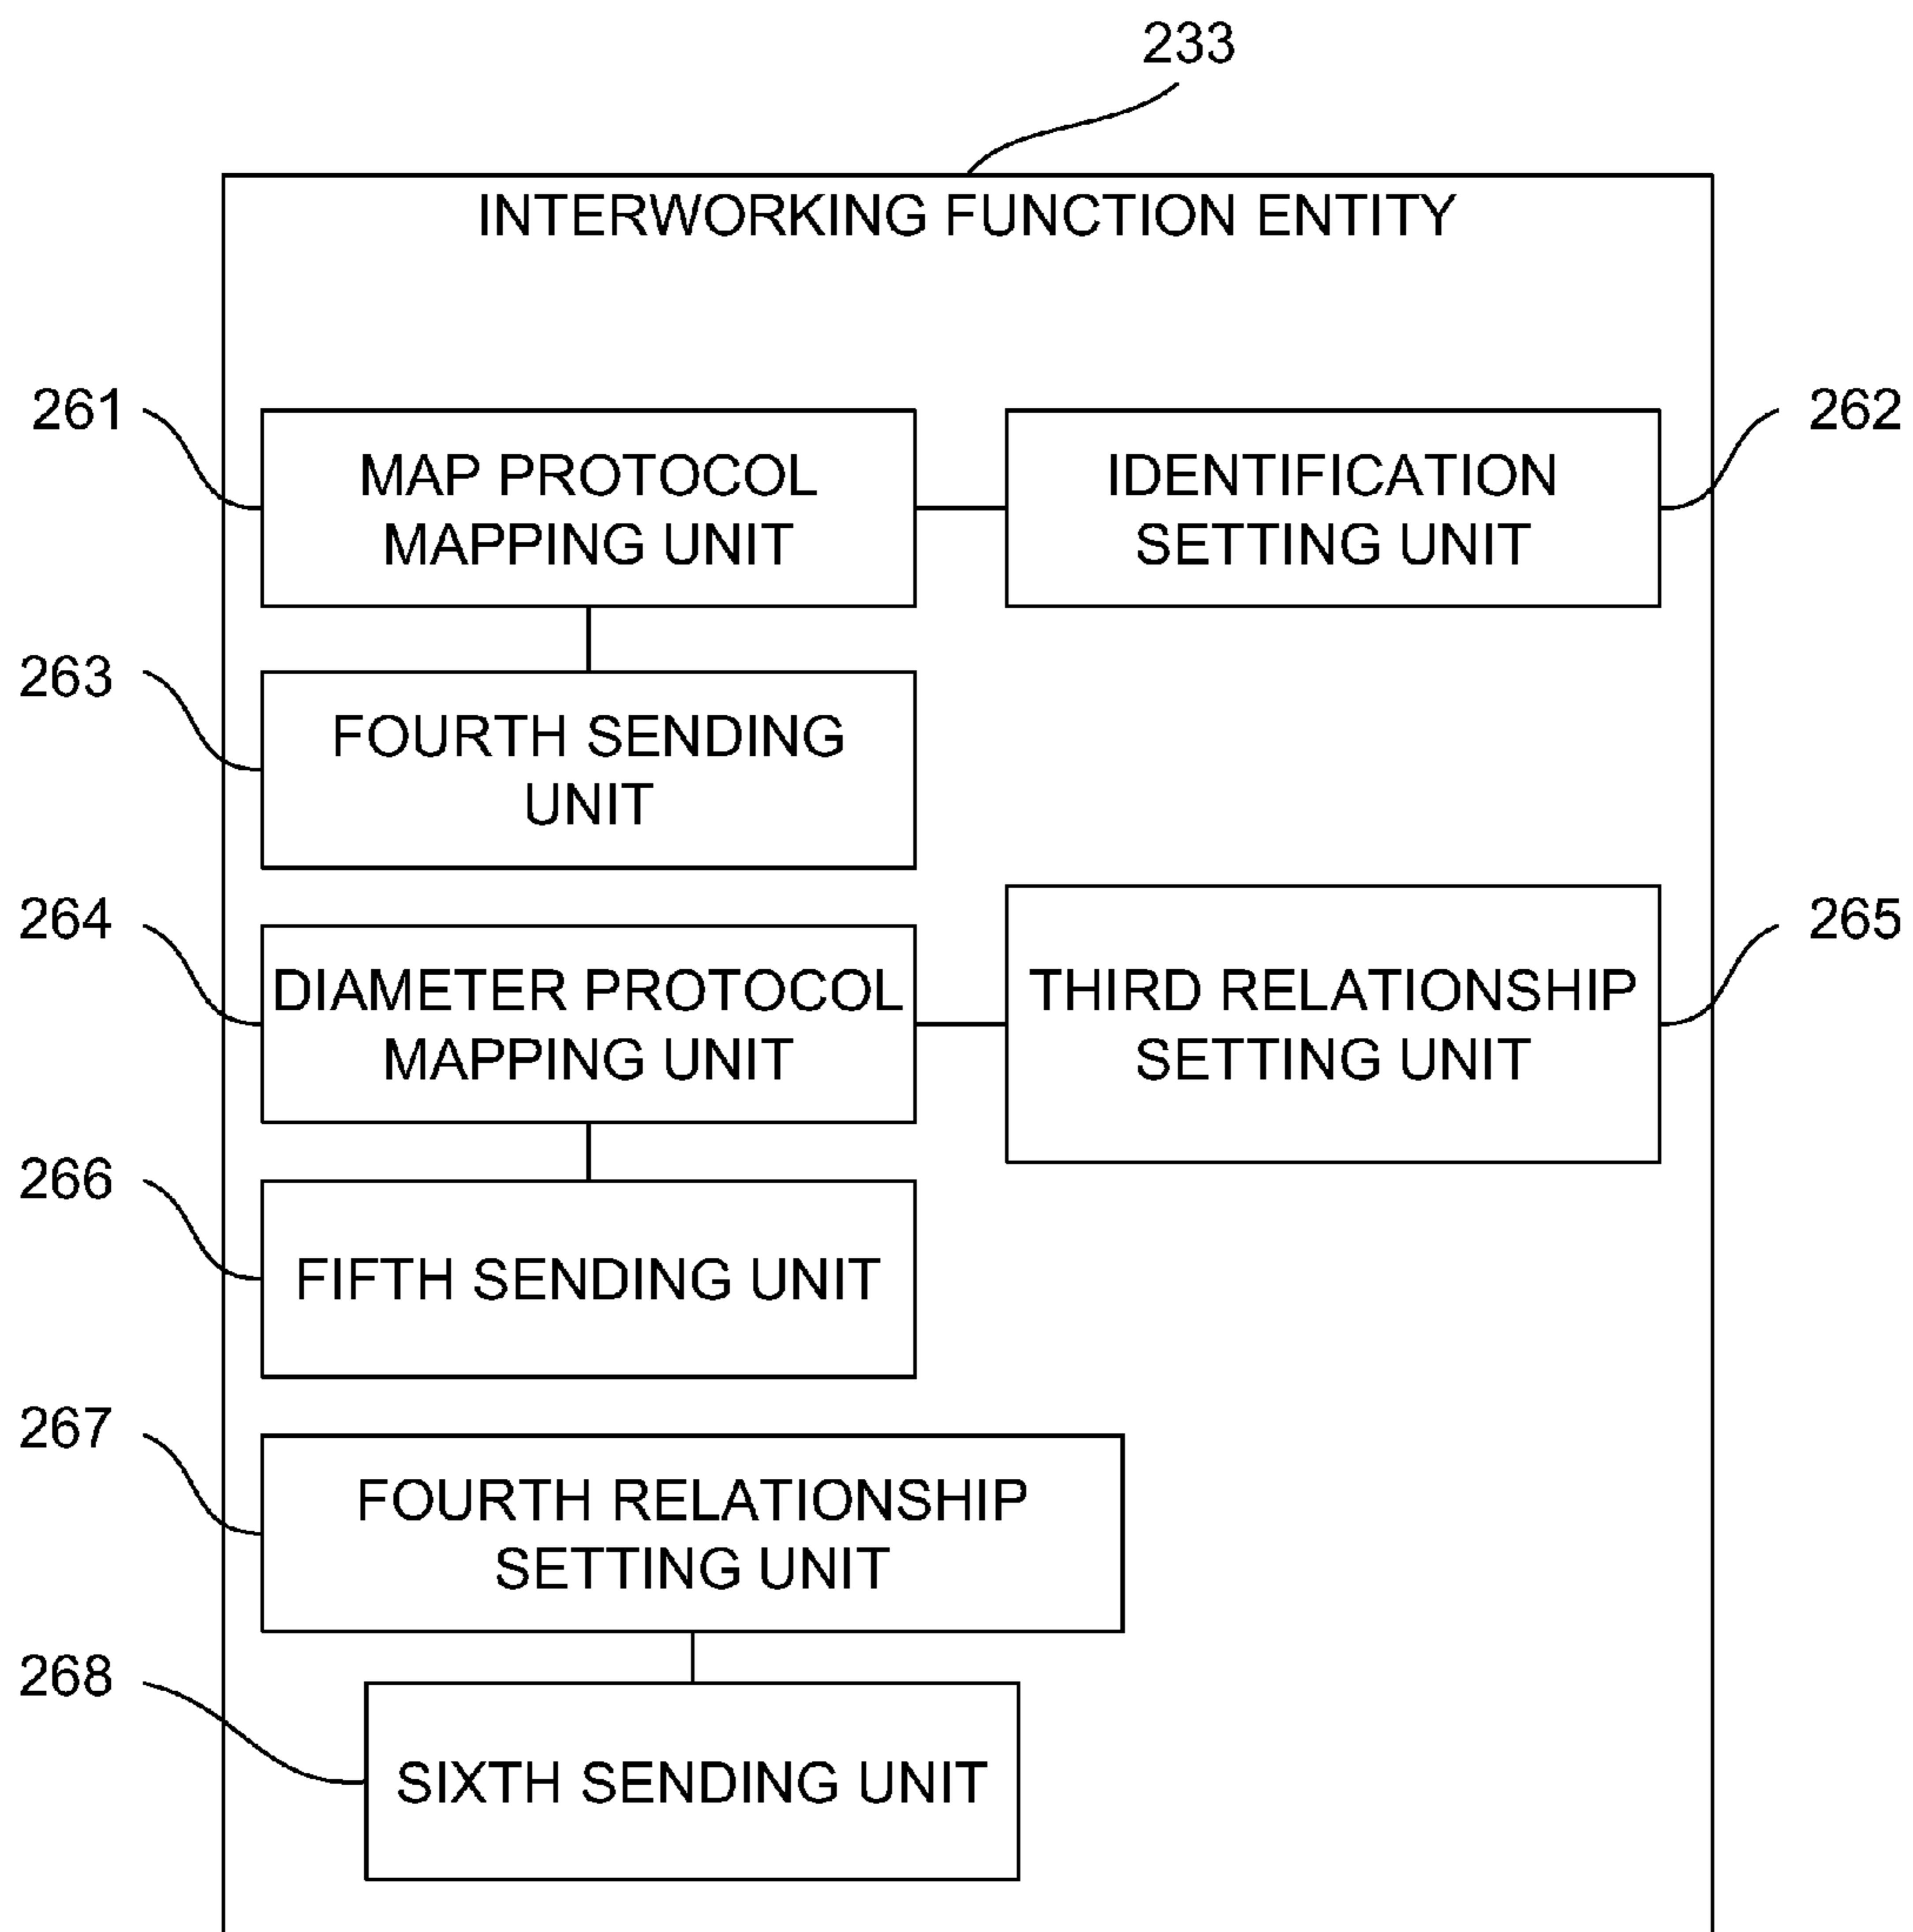 233
INTERWORKING FUNCTION ENTITY
261
MAP PROTOCOL
MAPPING UNIT
IDENTIFICATION
SETTING UNIT
262
263
FOURTH SENDING
UNIT
264
DIAMETER PROTOCOL
MAPPING UNIT
THIRD RELATIONSHIP
SETTING UNIT
265
266
FIFTH SENDING UNIT
267
FOURTH RELATIONSHIP
SETTING UNIT
268
SIXTH SENDING UNIT